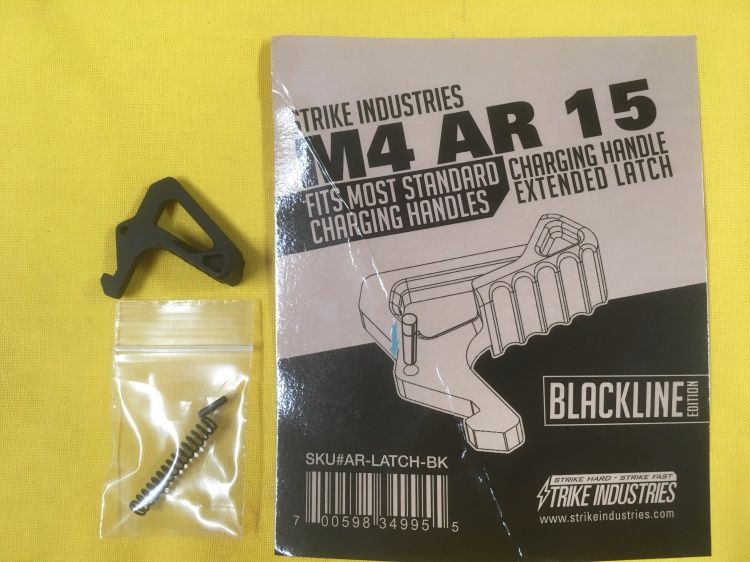 STRIKE INDUSTRIES
M4 AR 15
FITS MOST STANDARD
CHARGING HANDLES
CHARGING HANDLE
EXTENDED LATCH
BLACKLINE
EDITION
SKU#AR-LATCH-BK
7 00598 34995 5
STRIKE HARD - STRIKE FAST
STRIKE INDUSTRIES
www.strikeindustries.com